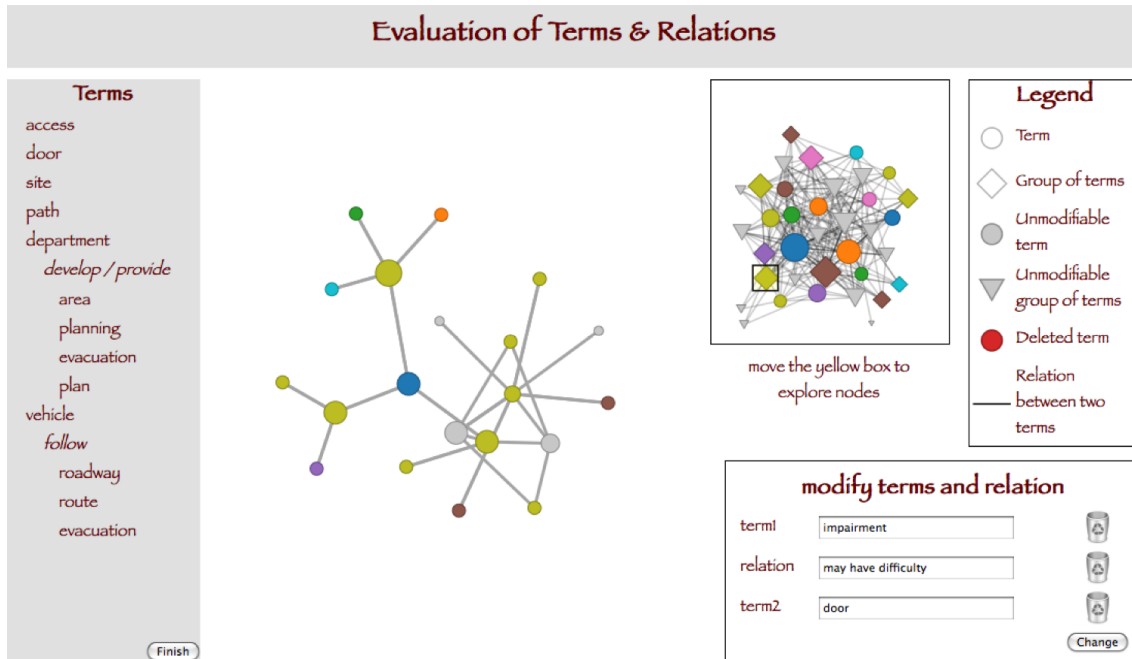 Evaluation of Terms & Relations
Terms
access
door
site
path
department
develop / provide
area
planning
evacuation
plan
vehicle
follow
roadway
route
evacuation
Finish
move the yellow box to
explore nodes
Legend
Term
Group of terms
Unmodifiable
term
Unmodifiable
group of terms
Deleted term
Relation
between two
terms
modify terms and relation
term1
impairment
relation
may have difficulty
term2
door
Change